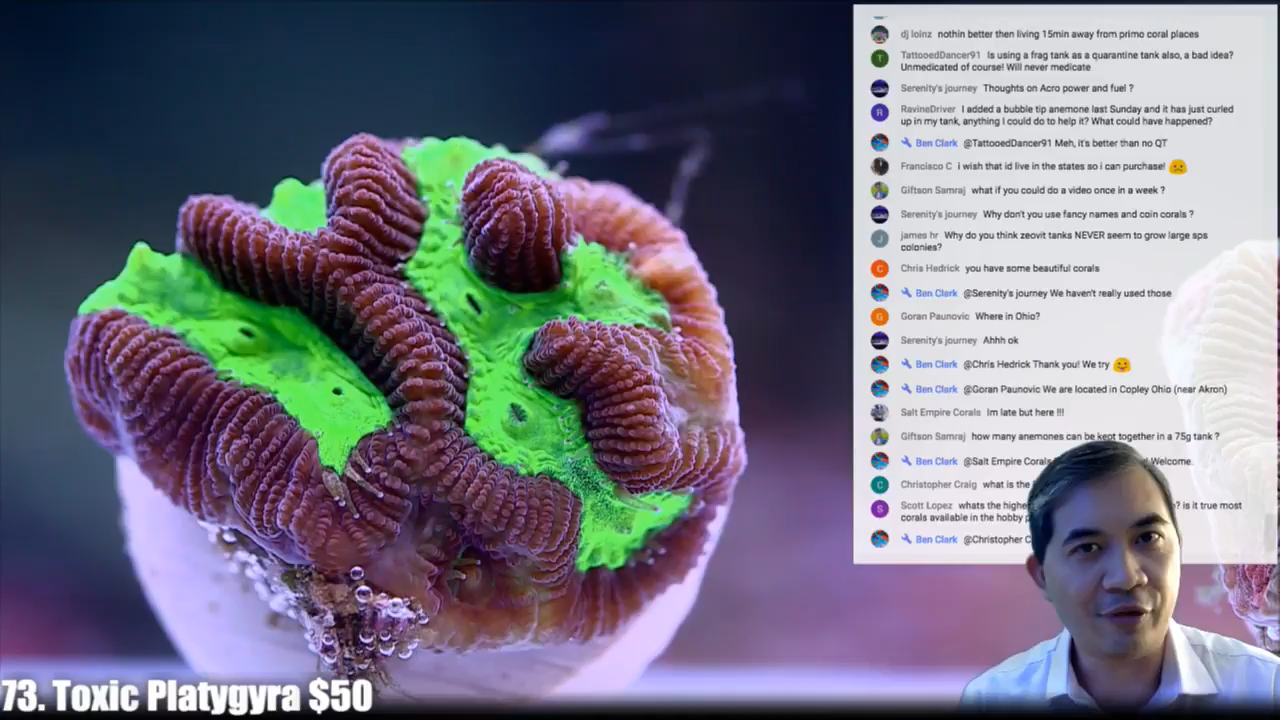 dj loinz nothin better then living 15min away from primo coral places
T
TattooedDancer91 Is using a frag tank as a quarantine tank also, a bad idea?
Unmedicated of course! Will never medicate
Serenity's journey Thoughts on Acro power and fuel ?
R
RavineDriver I added a bubble tip anemone last Sunday and it has just curled
up in my tank, anything I could do to help it? What could have happened?
Ben Clark @TattooedDancer91 Meh, it's better than no QT
Francisco C i wish that id live in the states so i can purchase!
Giftson Samraj what if you could do a video once in a week ?
Serenity's journey Why don't you use fancy names and coin corals ?
J
james hr Why do you think zeovit tanks NEVER seem to grow large sps
colonies?
C Chris Hedrick you have some beautiful corals
Ben Clark @Serenity's journey We haven't really used those
G Goran Paunovic Where in Ohio?
Serenity's journey Ahhh ok
Ben Clark @Chris Hedrick Thank you! We try
Ben Clark @Goran Paunovic We are located in Copley Ohio (near Akron)
Salt Empire Corals Im late but here !!!
Giftson Samraj how many anemones can be kept together in a 75g tank ?
Ben Clark @Salt Empire Corals Welcome.
C Christopher Craig what is the
S
Scott Lopez whats the highe ? is it true most
corals available in the hobby
Ben Clark @Christopher C
73. Toxic Platygyra $50